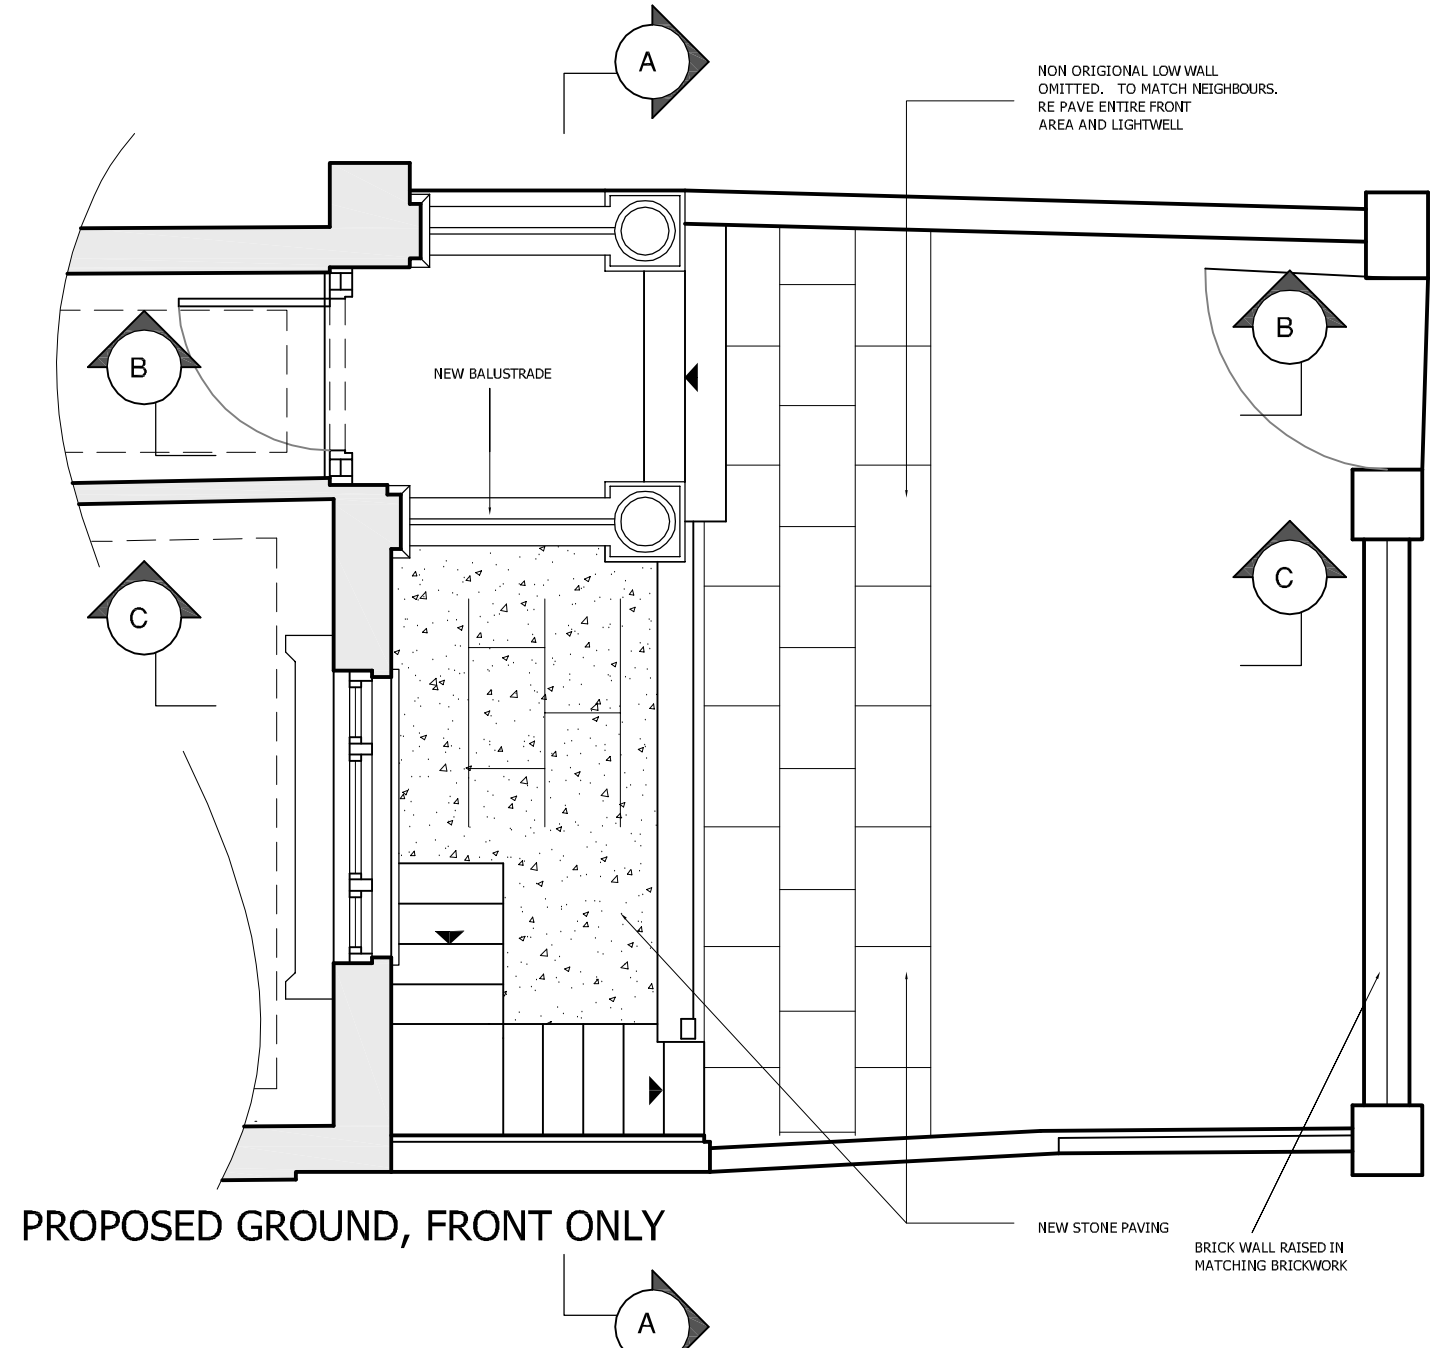 A
NON ORIGIONAL LOW WALL
OMITTED. TO MATCH NEIGHBOURS.
RE PAVE ENTIRE FRONT
AREA AND LIGHTWELL
B
B
NEW BALUSTRADE
C
C
PROPOSED GROUND, FRONT ONLY
NEW STONE PAVING
BRICK WALL RAISED IN
MATCHING BRICKWORK
A